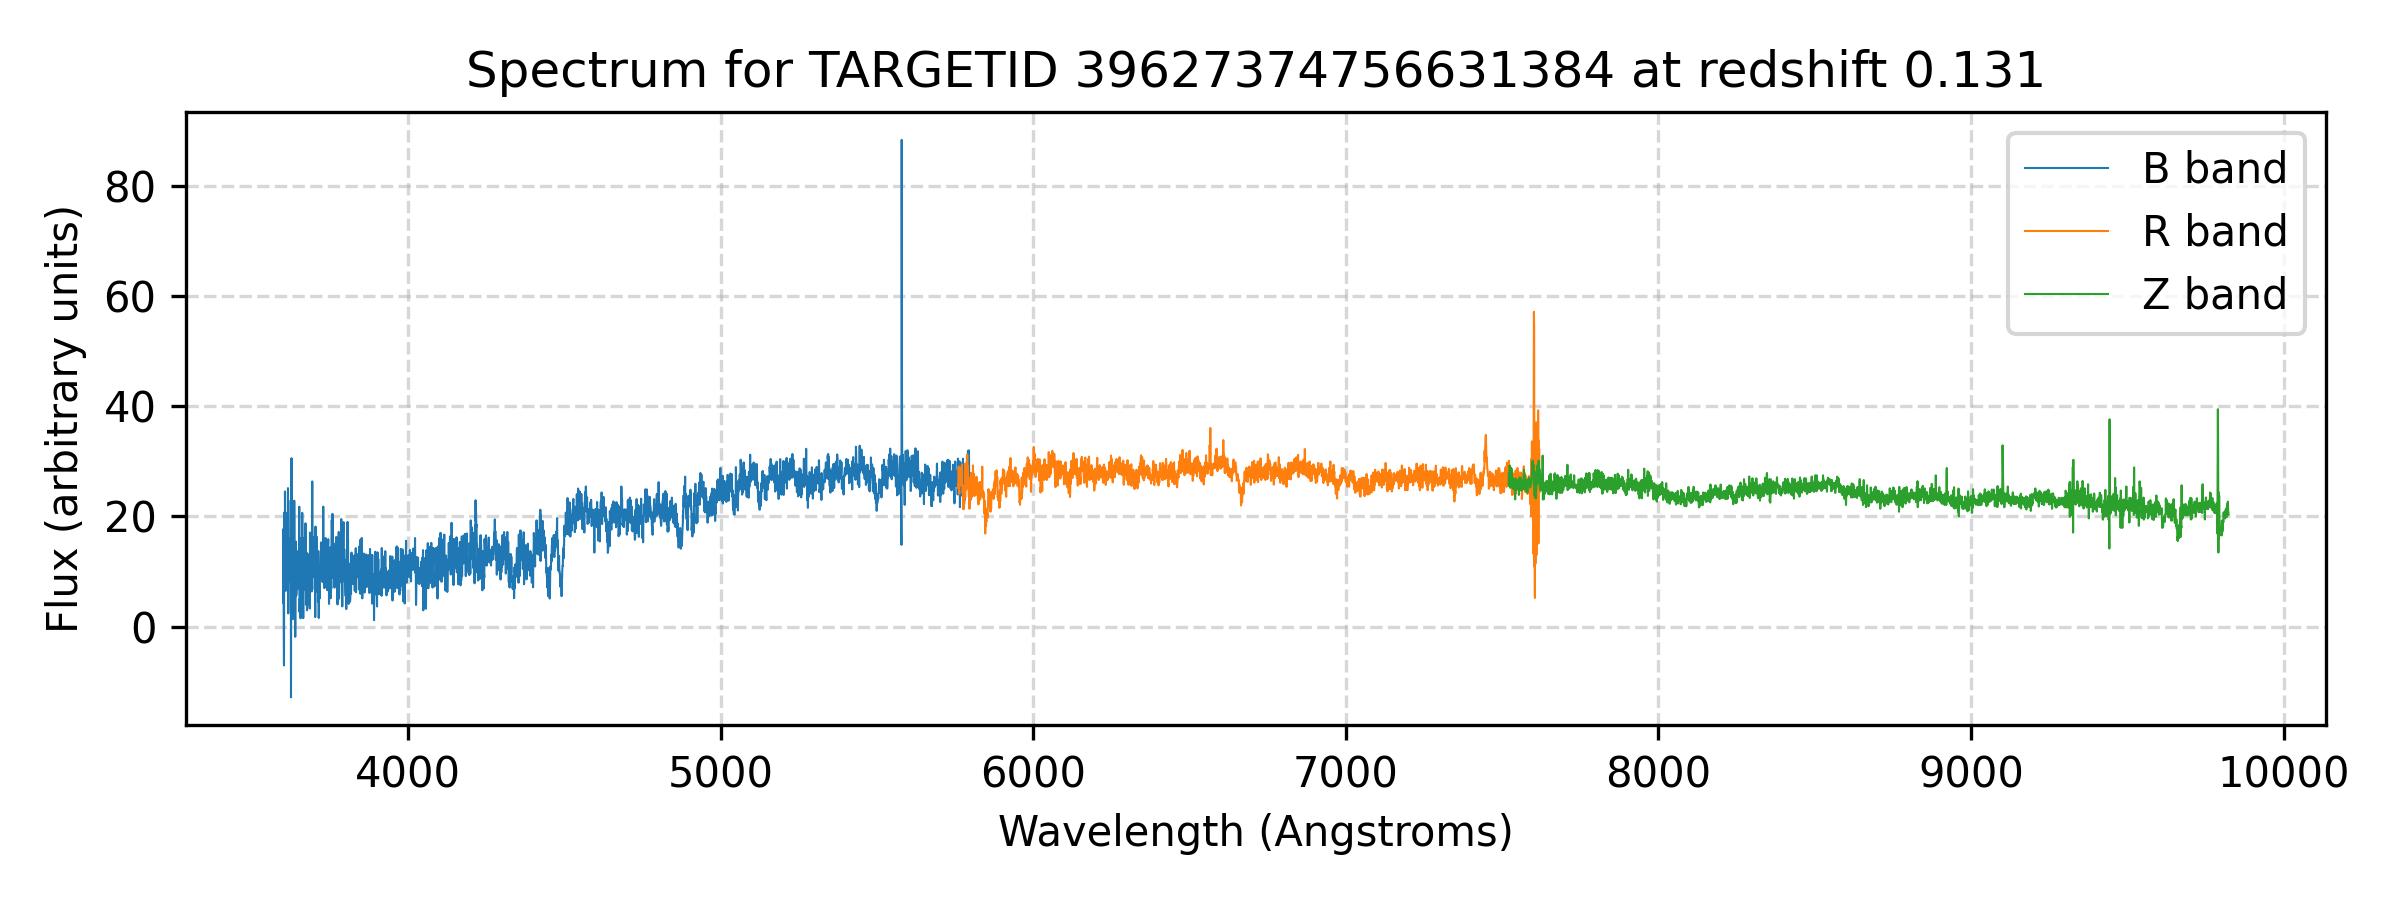 Spectrum for TARGETID 39627374756631384 at redshift 0.131
B band
R band
Z band
80
60
40
20
0
Flux (arbitrary units)
4000 5000 6000 7000 8000 9000 10000
Wavelength (Angstroms)